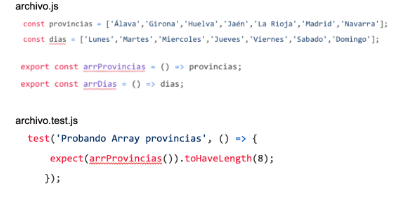 archivo.js
const provincias = ['Álava','Girona','Huelva','Jaén','La Rioja','Madrid','Navarra'];
const dias = ['Lunes','Martes','Miercoles','Jueves','Viernes','Sabado','Domingo'];
export const arrProvincias = () => provincias;
export const arrDias = () => dias;
archivo.test.js
test('Probando Array provincias', () => {
expect(arrProvincias()).toHaveLength(8);
});